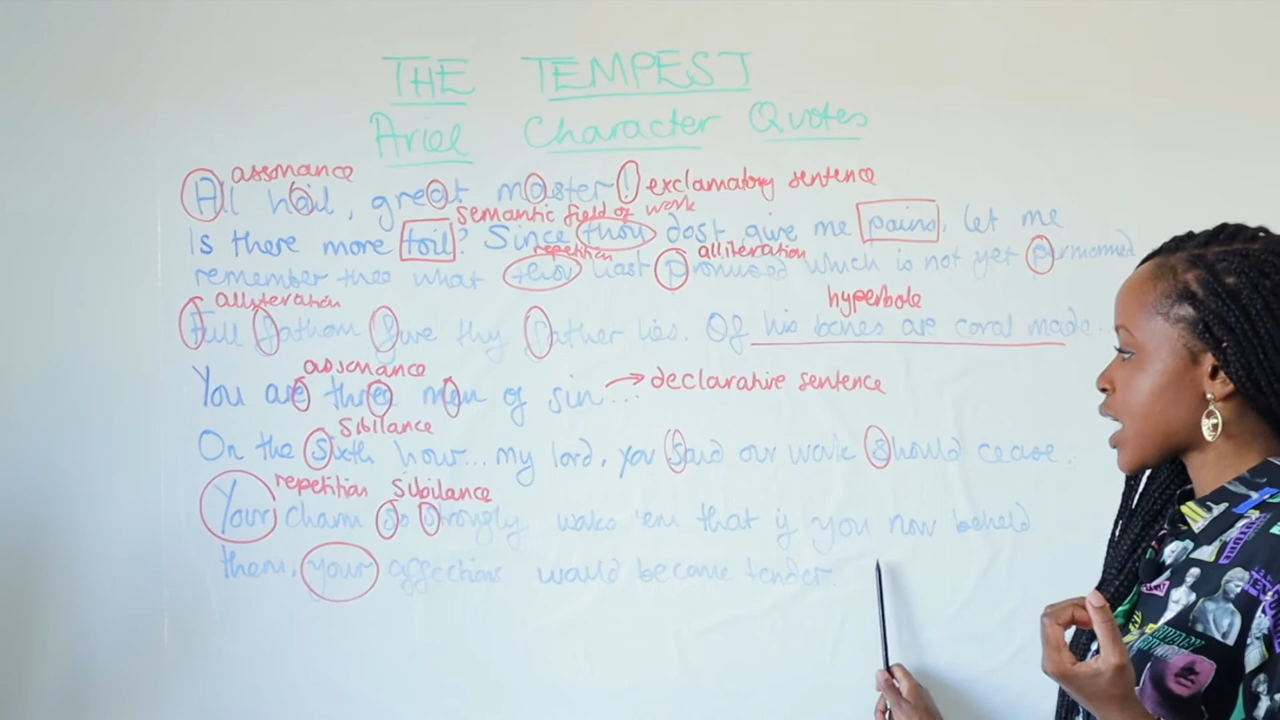 THE TEMPEST
Ariel Character Quotes
assonance
All hail, great master! exclamatory sentence
semantic field of work
Is there more toil? Since thou dost give me pains, let me
repetition alliteration
remember thee what thou hast promised which is not yet performed
alliteration hyperbole
Full fathom five thy father lies. Of his bones are coral made...
assonance
You are three men of sin... → declarative sentence
Sibilance
On the sixth hour... my lord, you said our work should cease.
repetition Sibilance
Your charm so strongly works 'em that if you now beheld
them, your affections would become tender.